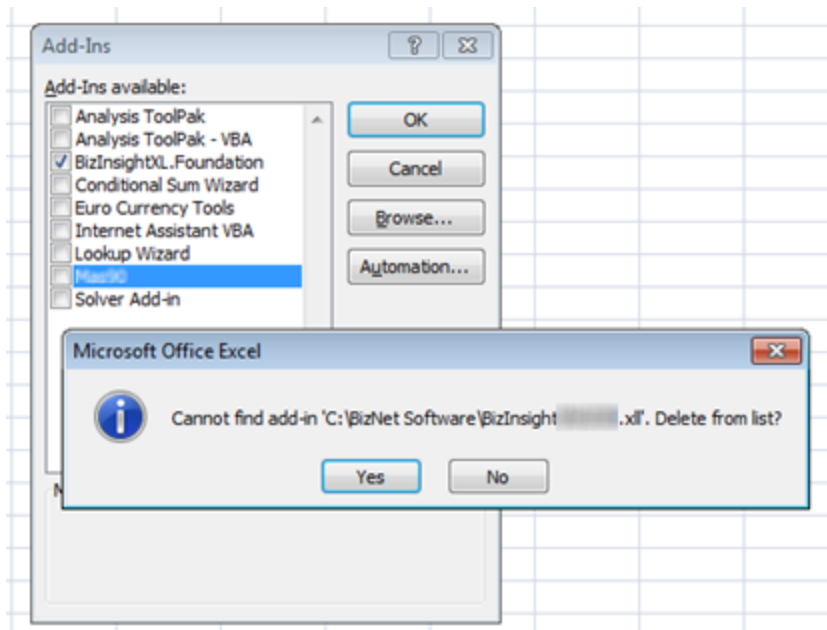 Add-Ins
Add-Ins available:
Analysis ToolPak
Analysis ToolPak - VBA
BizInsightXL.Foundation
Conditional Sum Wizard
Euro Currency Tools
Internet Assistant VBA
Lookup Wizard
Mas90
Solver Add-in
OK
Cancel
Browse...
Automation...
Microsoft Office Excel
Cannot find add-in 'C:\BizNet Software\BizInsight .xll'. Delete from list?
Yes
No